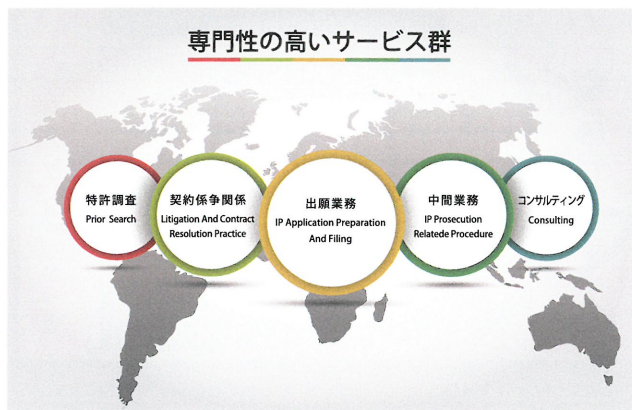 専門性の高いサービス群
特許調査
Prior Search
契約係争関係
Litigation And Contract
Resolution Practice
出願業務
IP Application Preparation
And Filing
中間業務
IP Prosecution
Relatede Procedure
コンサルティング
Consulting